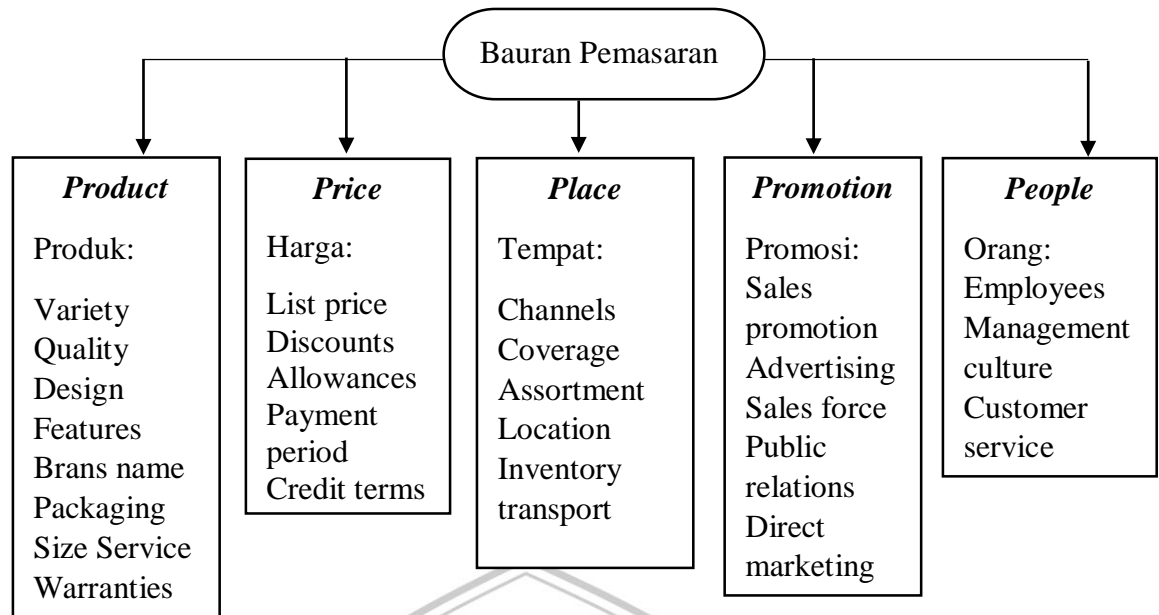 Bauran Pemasaran
Product
Produk:
Variety
Quality
Design
Features
Brans name
Packaging
Size Service
Warranties
Price
Harga:
List price
Discounts
Allowances
Payment
period
Credit terms
Place
Tempat:
Channels
Coverage
Assortment
Location
Inventory
transport
Promotion
Promosi:
Sales
promotion
Advertising
Sales force
Public
relations
Direct
marketing
People
Orang:
Employees
Management
culture
Customer
service